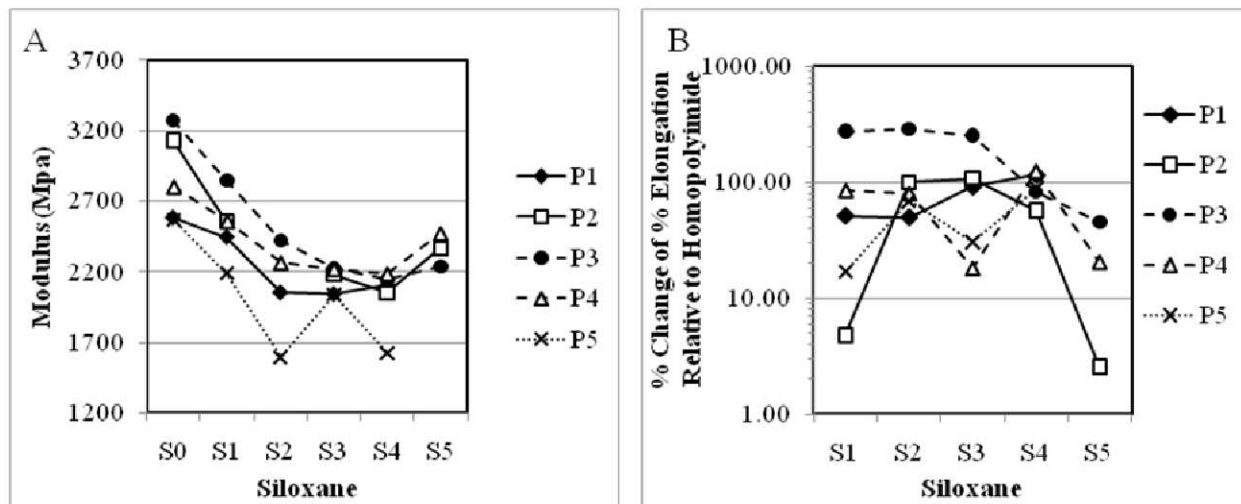 A
3700
3200
2700
2200
1700
1200
Modulus (Mpa)
S0 S1 S2 S3 S4 S5
Siloxane
P1
P2
P3
P4
P5
B
1000.00
100.00
10.00
1.00
% Change of % Elongation
Relative to Homopolyimide
S1 S2 S3 S4 S5
Siloxane
P1
P2
P3
P4
P5